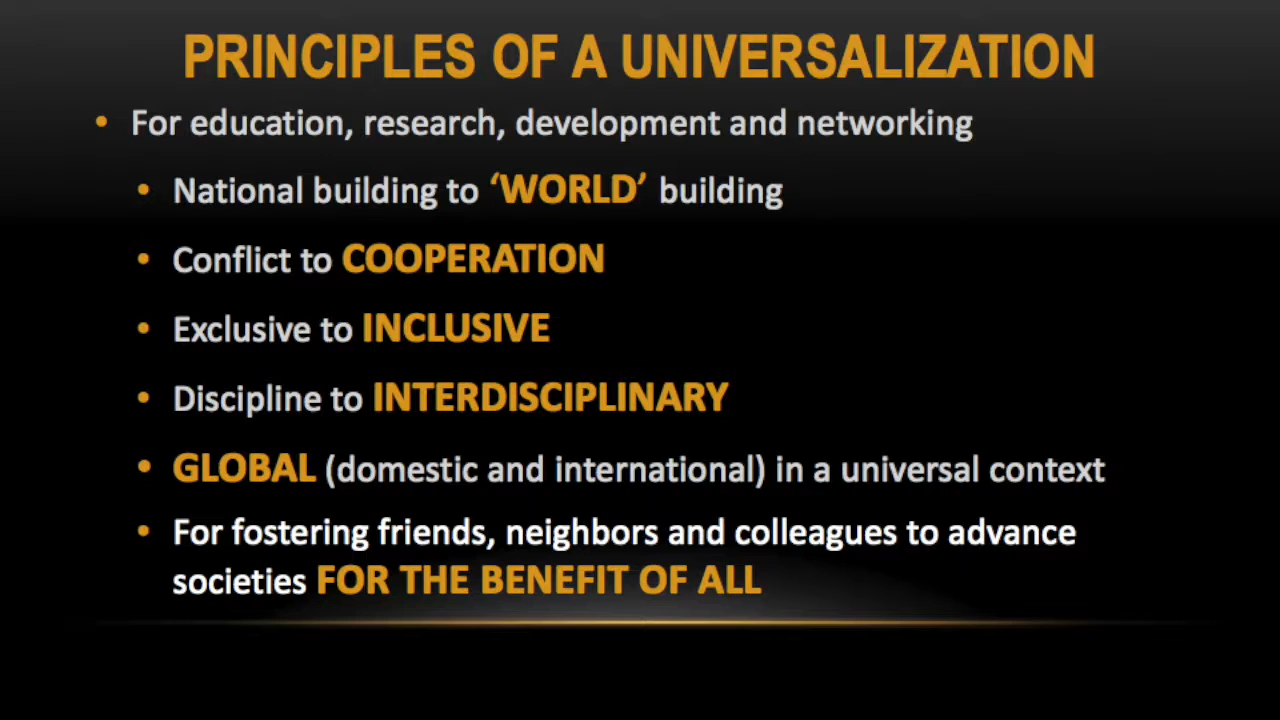 PRINCIPLES OF A UNIVERSALIZATION
• For education, research, development and networking
• National building to ‘WORLD’ building
• Conflict to COOPERATION
• Exclusive to INCLUSIVE
• Discipline to INTERDISCIPLINARY
• GLOBAL (domestic and international) in a universal context
• For fostering friends, neighbors and colleagues to advance
societies FOR THE BENEFIT OF ALL